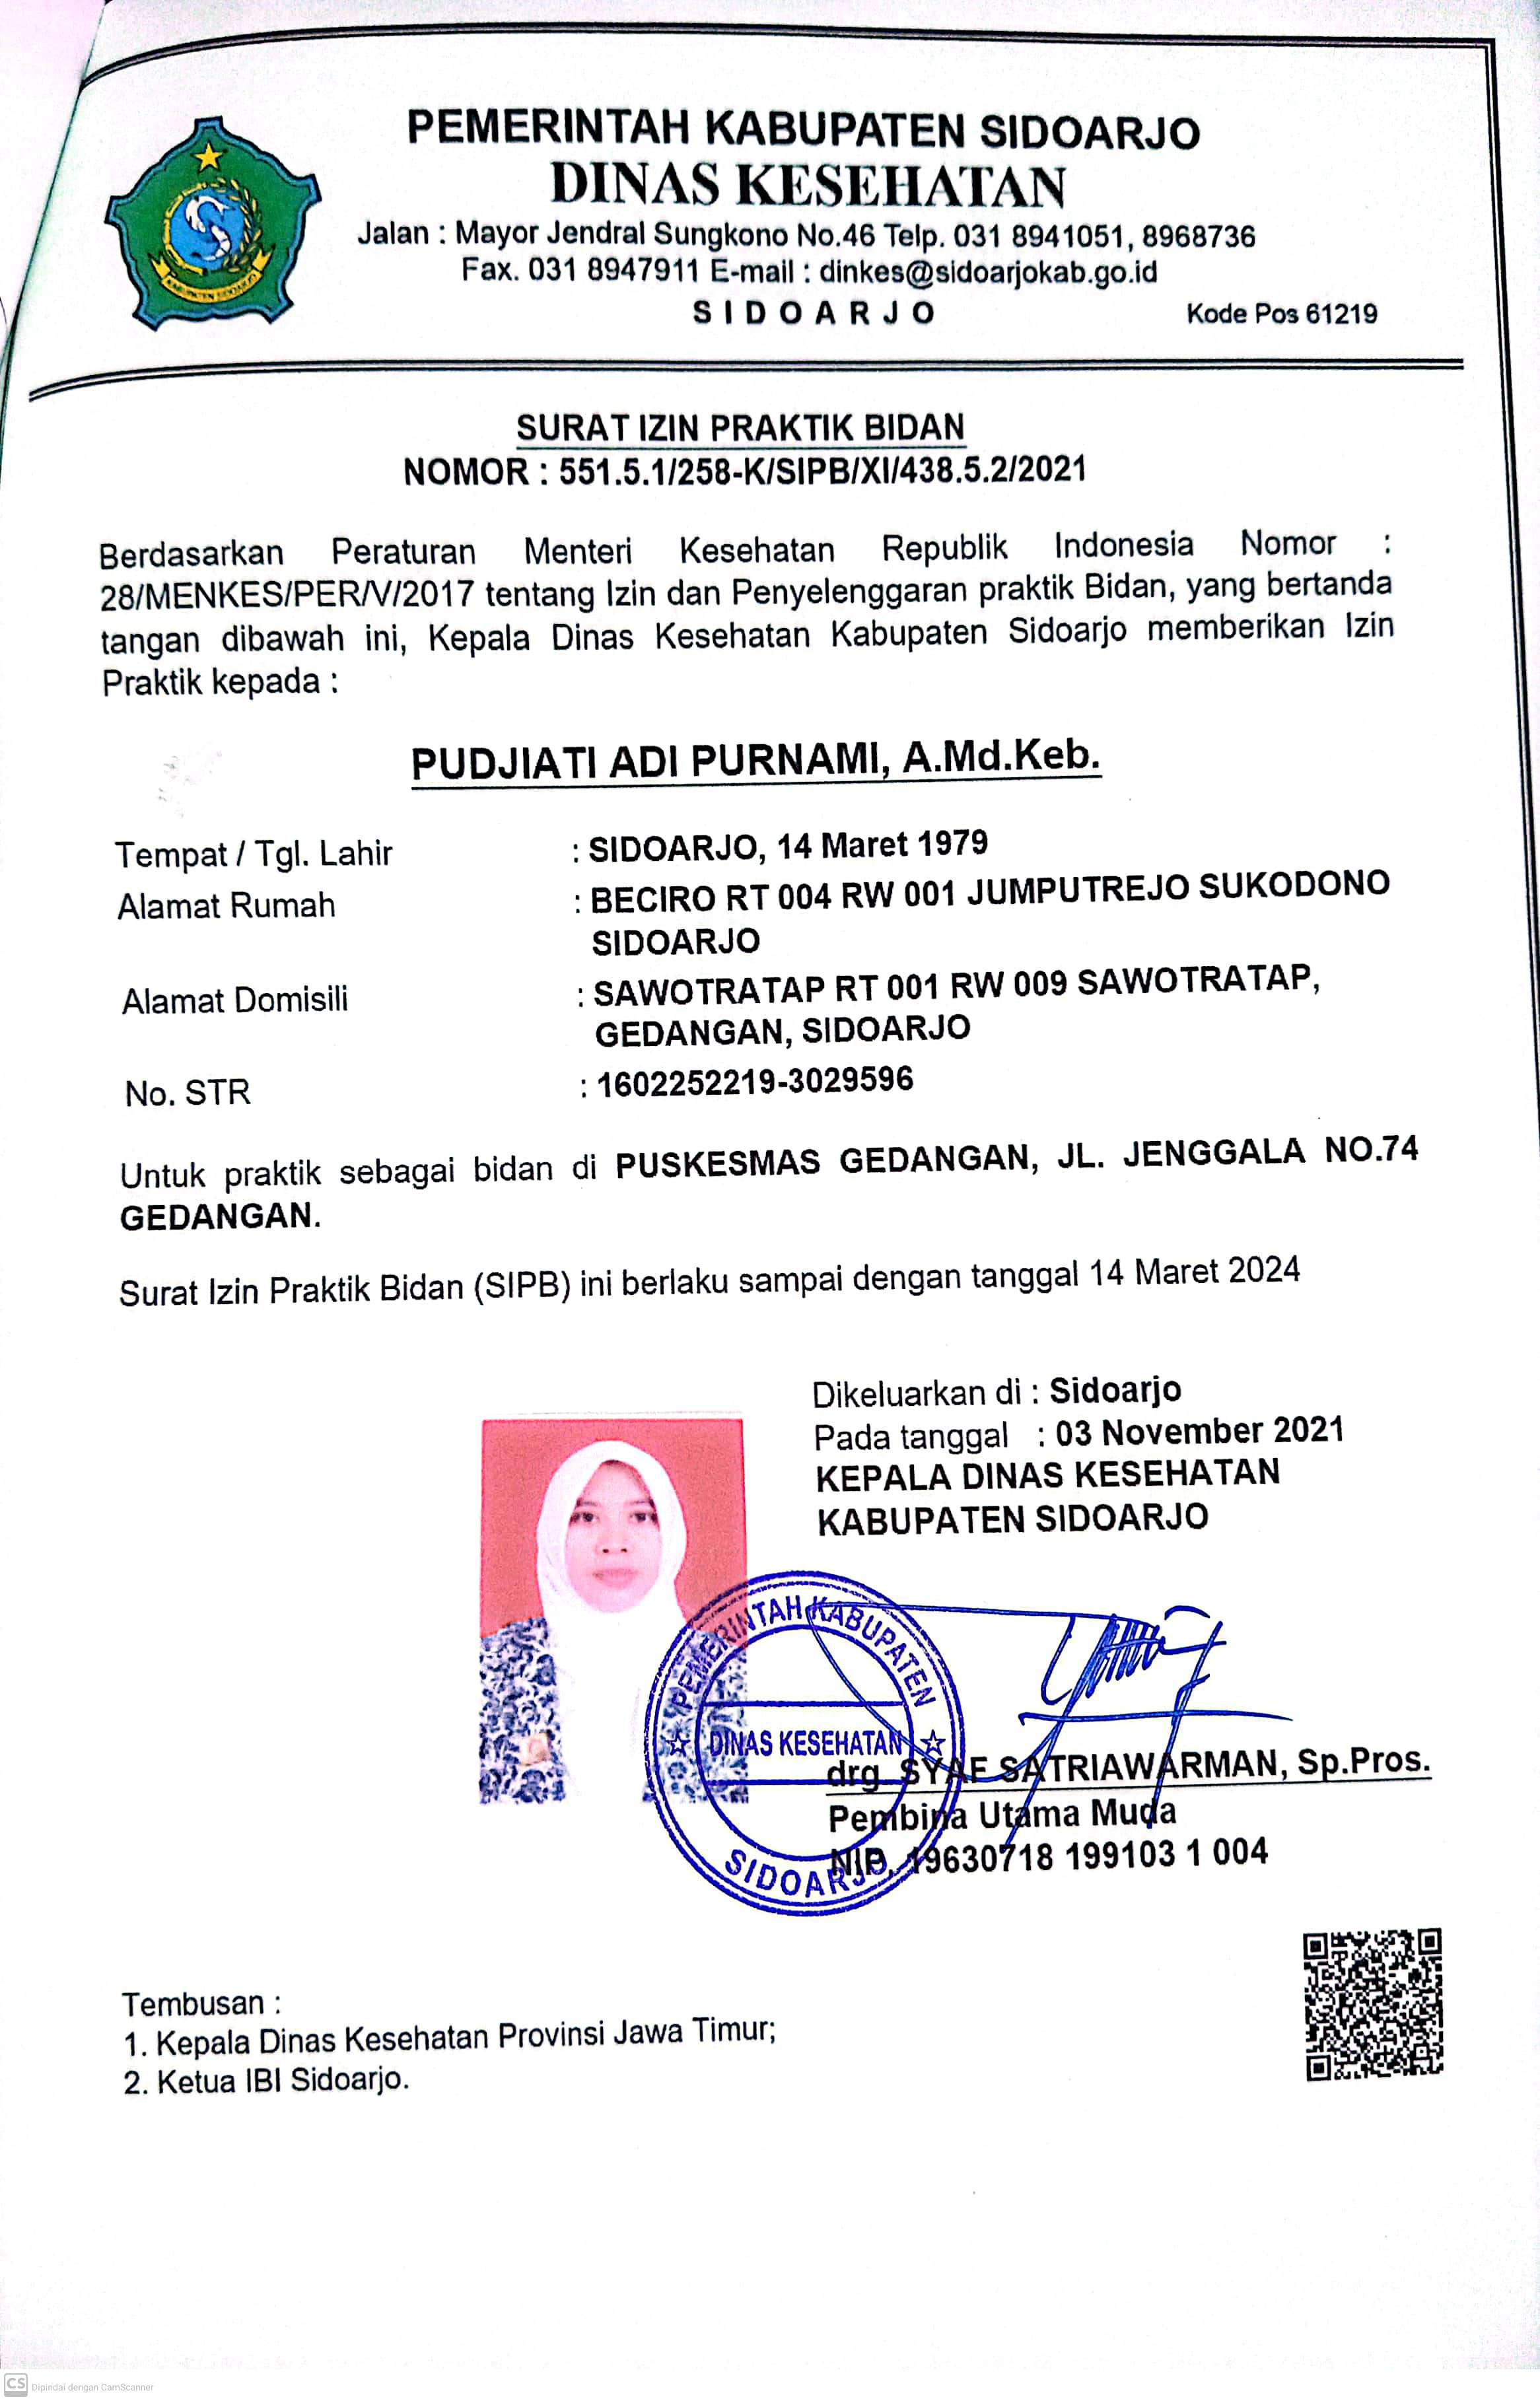 PEMERINTAH KABUPATEN SIDOARJO
DINAS KESEHATAN
Jalan : Mayor Jendral Sungkono No.46 Telp. 031 8941051, 8968736
Fax. 031 8947911 E-mail : dinkes@sidoarjokab.go.id
SIDOARJO
Kode Pos 61219
KABUPATEN SIDOARJO
SURAT IZIN PRAKTIK BIDAN
NOMOR : 551.5.1/258-K/SIPB/XI/438.5.2/2021
Berdasarkan Peraturan Menteri Kesehatan Republik Indonesia Nomor :
28/MENKES/PER/V/2017 tentang Izin dan Penyelenggaran praktik Bidan, yang bertanda
tangan dibawah ini, Kepala Dinas Kesehatan Kabupaten Sidoarjo memberikan Izin
Praktik kepada :
PUDJIATI ADI PURNAMI, A.Md.Keb.
Tempat / Tgl. Lahir : SIDOARJO, 14 Maret 1979
Alamat Rumah : BECIRO RT 004 RW 001 JUMPUTREJO SUKODONO
SIDOARJO
Alamat Domisili : SAWOTRATAP RT 001 RW 009 SAWOTRATAP,
GEDANGAN, SIDOARJO
No. STR : 1602252219-3029596
Untuk praktik sebagai bidan di PUSKESMAS GEDANGAN, JL. JENGGALA NO.74
GEDANGAN.
Surat Izin Praktik Bidan (SIPB) ini berlaku sampai dengan tanggal 14 Maret 2024
Dikeluarkan di : Sidoarjo
Pada tanggal : 03 November 2021
KEPALA DINAS KESEHATAN
KABUPATEN SIDOARJO
PEMERINTAH KABUPATEN
DINAS KESEHATAN
SIDOARJO
drg. SYAF SATRIAWARMAN, Sp.Pros.
Pembina Utama Muda
NIP. 19630718 199103 1 004
Tembusan :
1. Kepala Dinas Kesehatan Provinsi Jawa Timur;
2. Ketua IBI Sidoarjo.
CS Dipindai dengan CamScanner